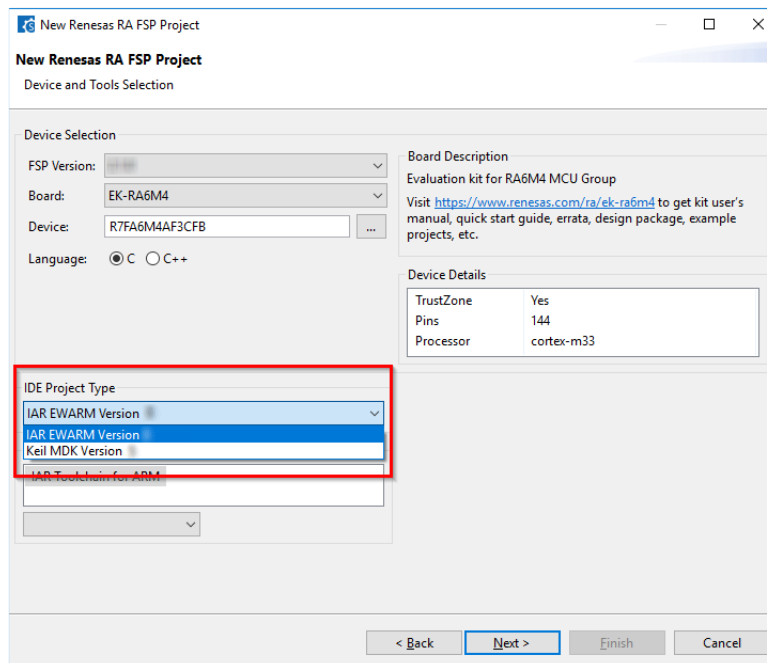 New Renesas RA FSP Project
New Renesas RA FSP Project
Device and Tools Selection
Device Selection
FSP Version:
Board: EK-RA6M4
Device: R7FA6M4AF3CFB ...
Language: C C++
Board Description
Evaluation kit for RA6M4 MCU Group
Visit https://www.renesas.com/ra/ek-ra6m4 to get kit user's
manual, quick start guide, errata, design package, example
projects, etc.
Device Details
TrustZone Yes
Pins 144
Processor cortex-m33
IDE Project Type
IAR EWARM Version
IAR EWARM Version
Keil MDK Version
IAR Toolchain for ARM
< Back Next > Finish Cancel